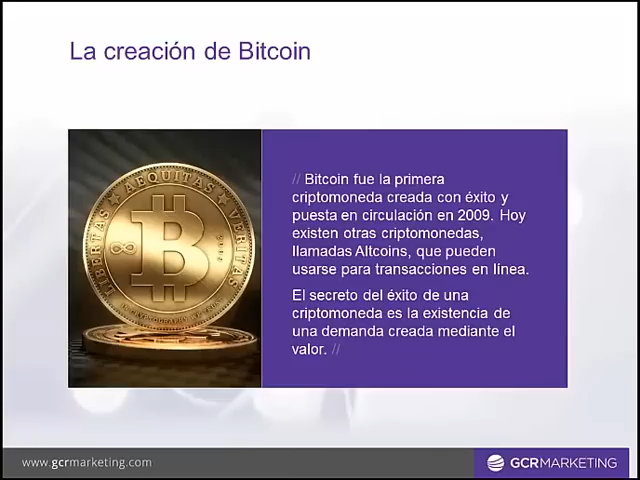 La creación de Bitcoin
LIBERTAS ★ AEQUITAS ★ VERITAS
// Bitcoin fue la primera
criptomoneda creada con éxito y
puesta en circulación en 2009. Hoy
existen otras criptomonedas,
llamadas Altcoins, que pueden
usarse para transacciones en línea.
El secreto del éxito de una
criptomoneda es la existencia de
una demanda creada mediante el
valor. //
www.gcrmarketing.com
GCRMARKETING